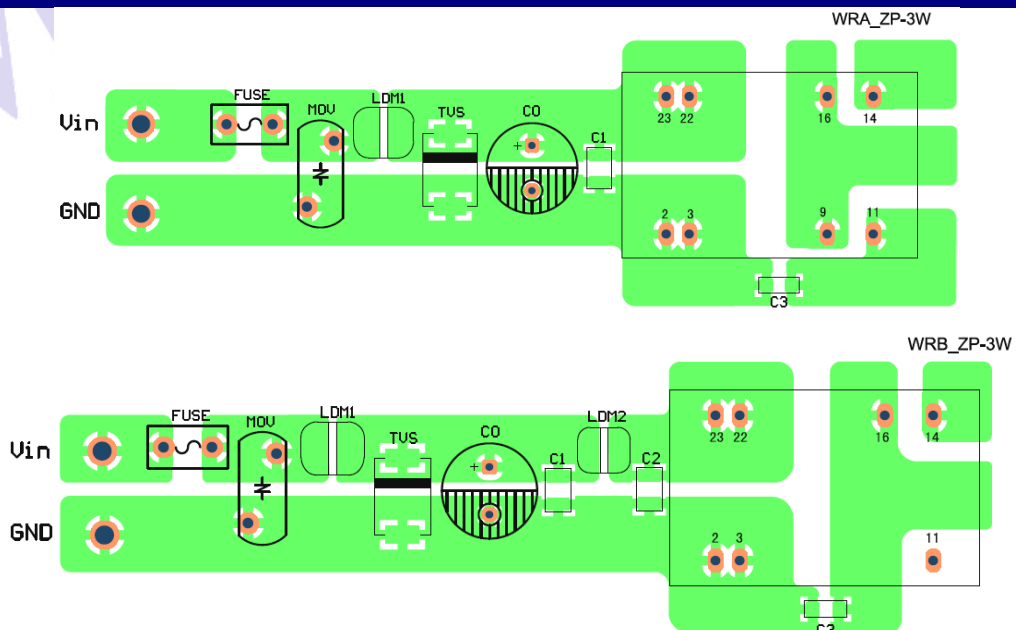 WRA_ZP-3W
FUSE
MOV
LDM1
TVS
C0
C1
Vin
+
23 22
16
14
GND
2 3
9
11
C3
WRB_ZP-3W
FUSE
MOV
LDM1
TVS
C0
LDM2
C1
C2
Vin
+
23 22
16
14
GND
2 3
11
C3